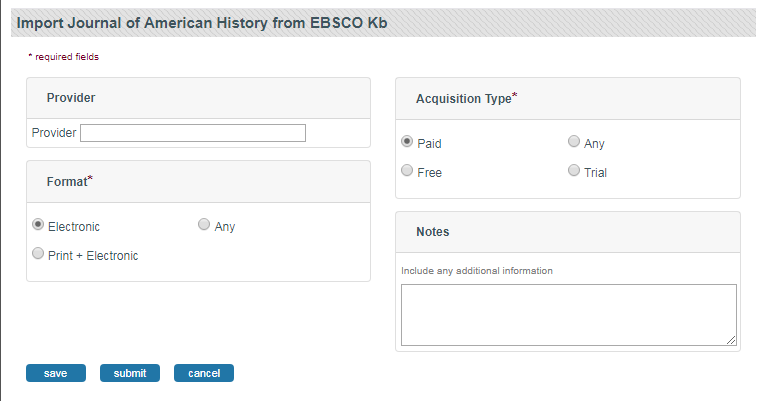 Import Journal of American History from EBSCO Kb
* required fields
Provider
Provider
Format*
Electronic
Any
Print + Electronic
Acquisition Type*
Paid
Any
Free
Trial
Notes
Include any additional information
save
submit
cancel